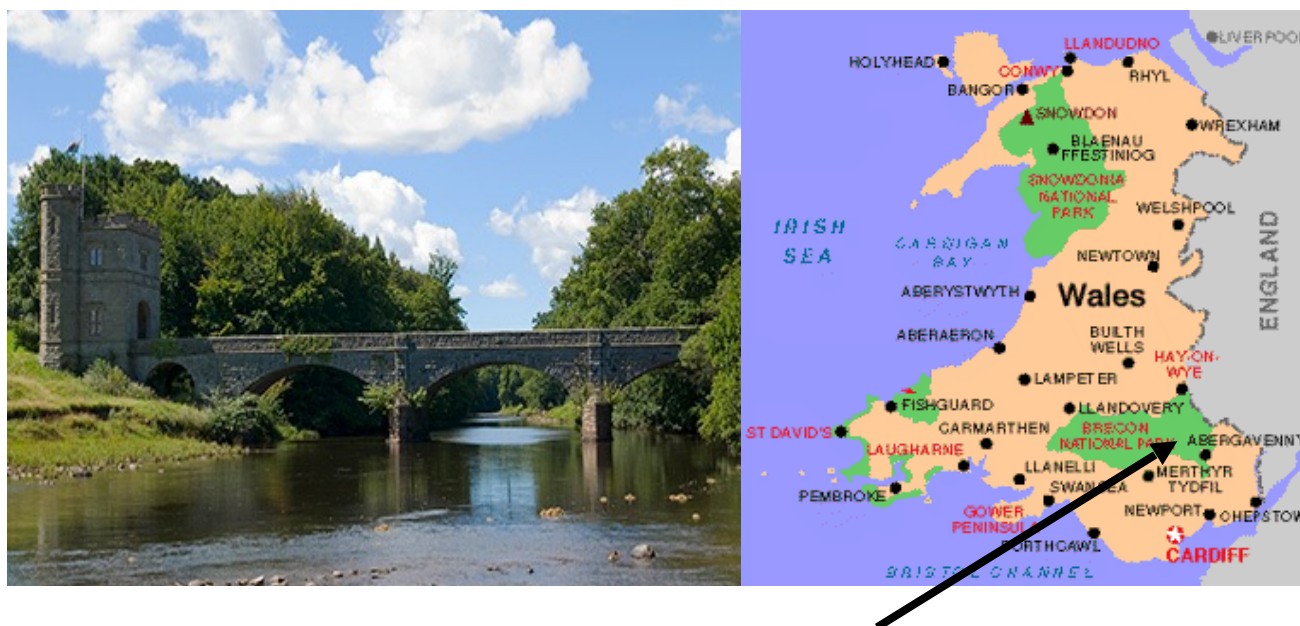 LIVERPOOL
LLANDUDNO
HOLYHEAD
CONWY
RHYL
BANGOR
SNOWDON
WREXHAM
BLAENAU
FFESTINIOG
SNOWDONIA
NATIONAL
PARK
WELSHPOOL
IRISH
SEA
CARDIGAN
BAY
ENGLAND
NEWTOWN
ABERYSTWYTH
Wales
ABERAERON
BUILTH
WELLS
HAY-ON-
WYE
LAMPETER
FISHGUARD
LLANDOVERY
ST DAVID'S
CARMARTHEN
BRECON
NATIONAL PARK
ABERGAVENNY
LAUGHARNE
LLANELLI
MERTHYR
TYDFIL
PEMBROKE
SWANSEA
GOWER
PENINSULA
NEWPORT
CHEPSTOW
PORTHCAWL
CARDIFF
BRISTOL CHANNEL